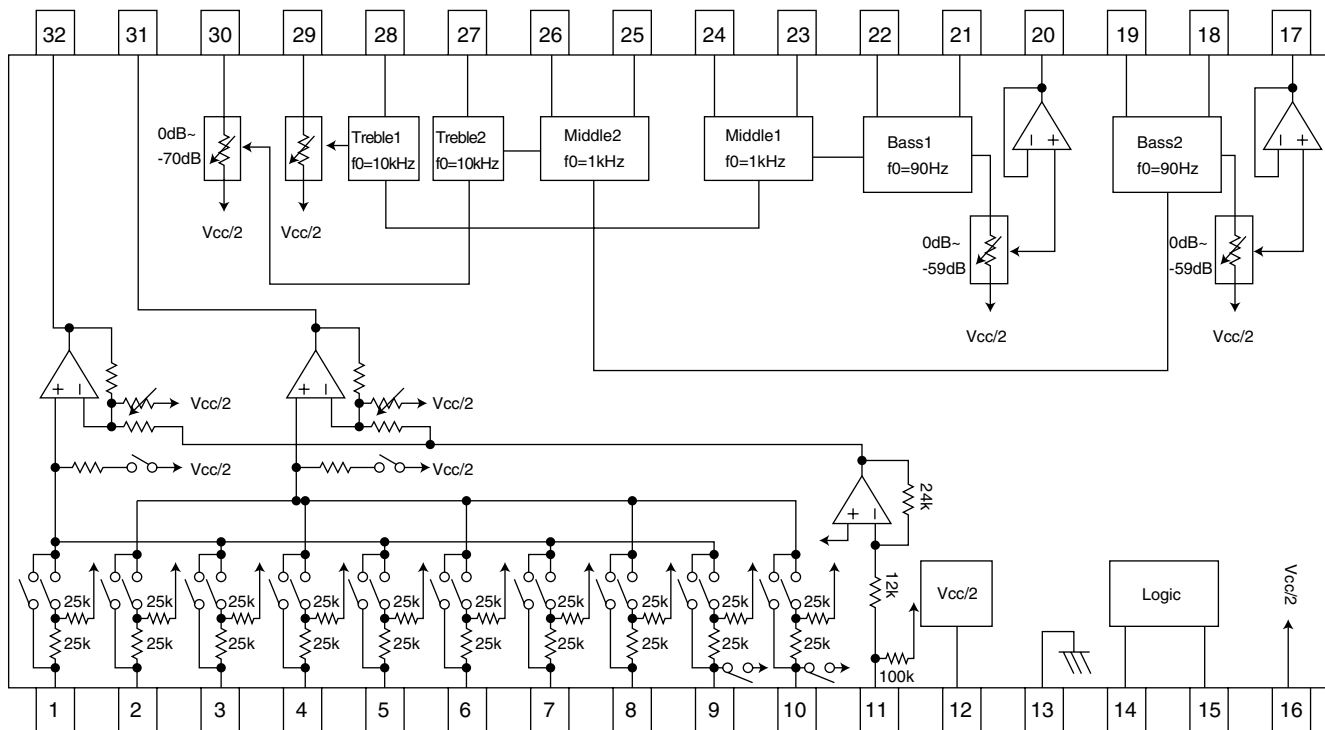 32 31 30 29 28 27 26 25 24 23 22 21 20 19 18 17
0dB~
-70dB
Treble1
f0=10kHz
Treble2
f0=10kHz
Middle2
f0=1kHz
Middle1
f0=1kHz
Bass1
f0=90Hz
− +
Bass2
f0=90Hz
− +
Vcc/2
Vcc/2
0dB~
-59dB
0dB~
-59dB
Vcc/2
Vcc/2
+ −
Vcc/2
+ −
Vcc/2
Vcc/2
Vcc/2
+ −
24k
12k
Vcc/2
Logic
Vcc/2
25k 25k 25k 25k 25k 25k 25k 25k 25k 25k
25k 25k 25k 25k 25k 25k 25k 25k 25k 25k
100k
1 2 3 4 5 6 7 8 9 10 11 12 13 14 15 16